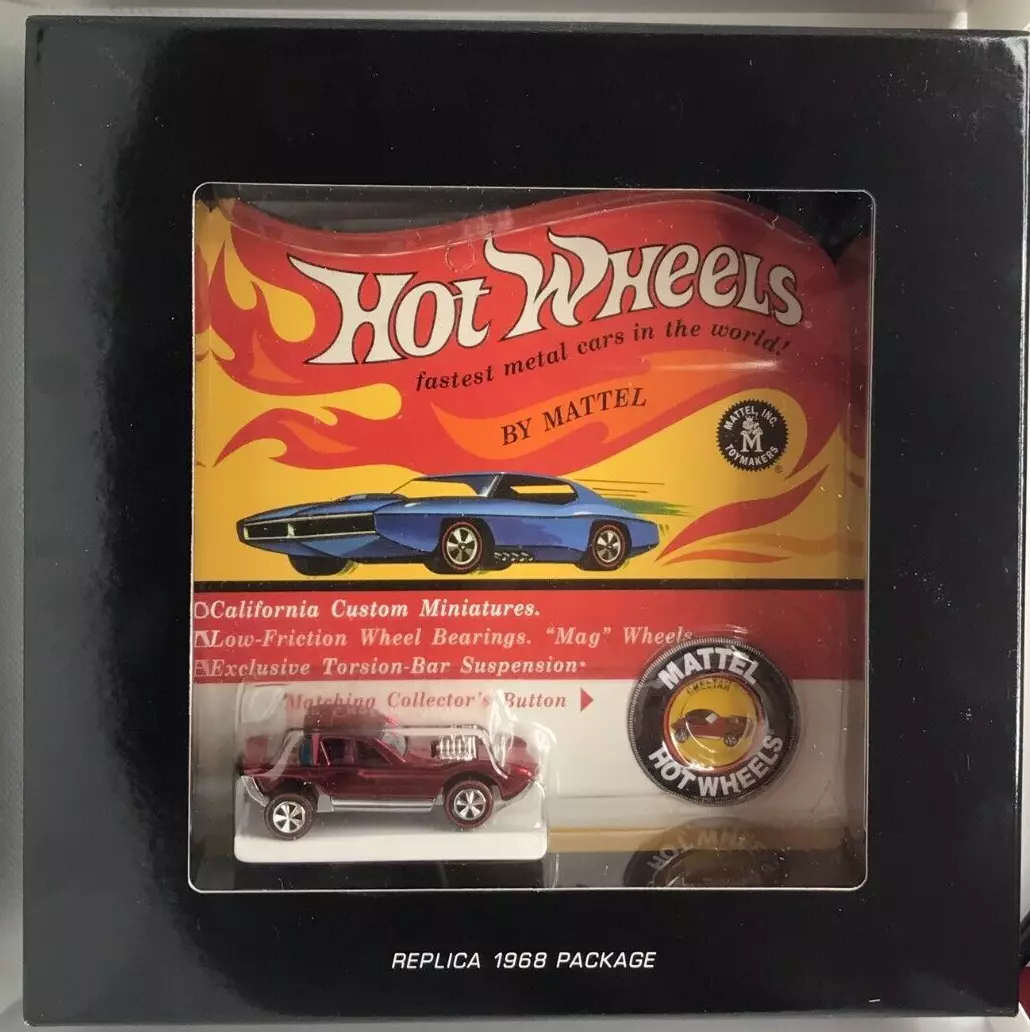 HOT WHEELS®
fastest metal cars in the world!
BY MATTEL
MATTEL, INC.
M
TOYMAKERS
®
California Custom Miniatures.
Low-Friction Wheel Bearings. "Mag" Wheels
Exclusive Torsion-Bar Suspension•
Matching Collector's Button
MATTEL
CHEETAH
HOT WHEELS
REPLICA 1968 PACKAGE